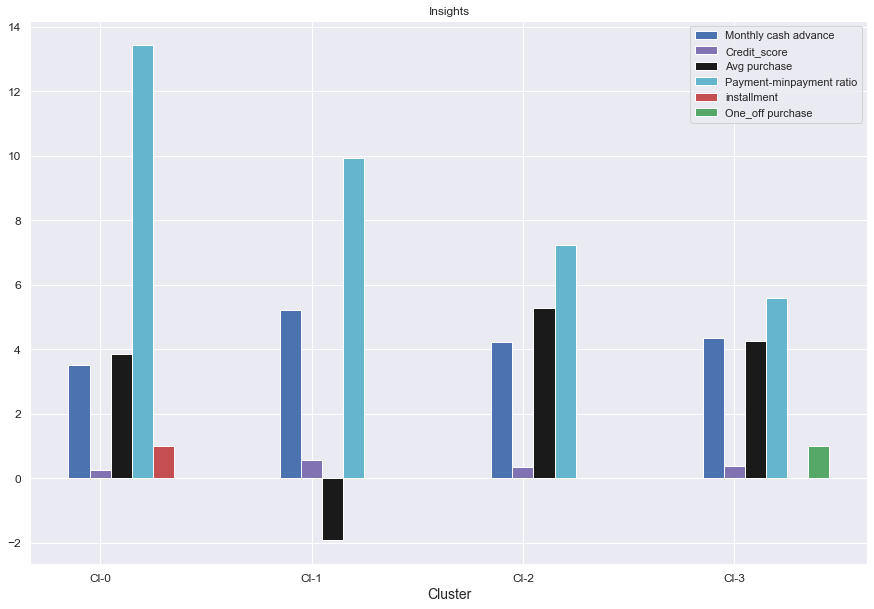 Insights
Monthly cash advance
Credit_score
Avg purchase
Payment-minpayment ratio
installment
One_off purchase
14
12
10
8
6
4
2
0
−2
Cl-0 Cl-1 Cl-2 Cl-3
Cluster